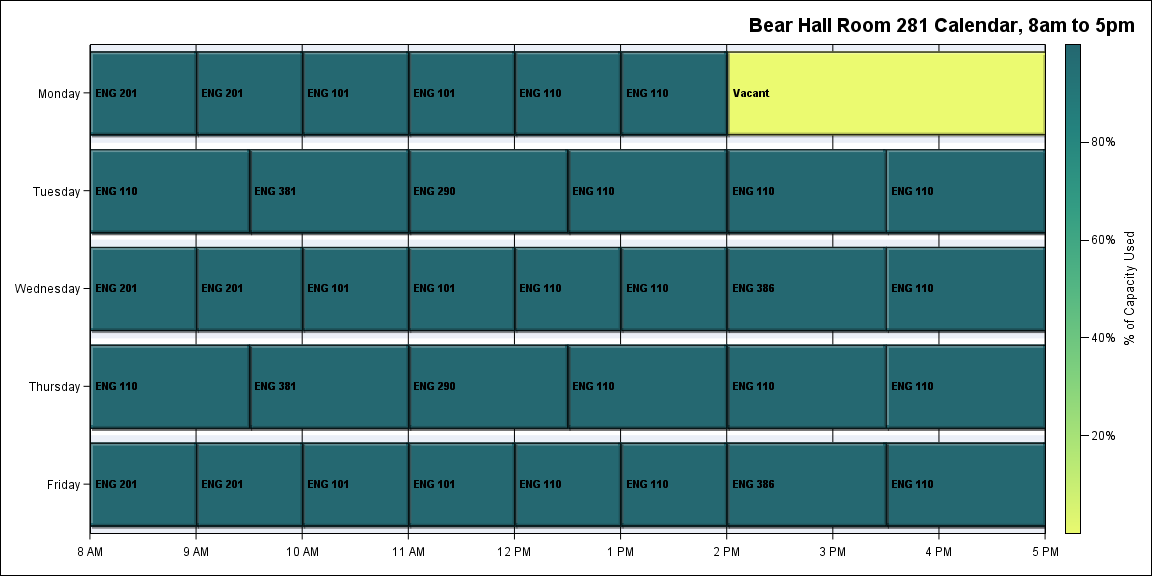 Bear Hall Room 281 Calendar, 8am to 5pm
Monday
ENG 201 ENG 201 ENG 101 ENG 101 ENG 110 ENG 110 Vacant
Tuesday
ENG 110 ENG 381 ENG 290 ENG 110 ENG 110 ENG 110
Wednesday
ENG 201 ENG 201 ENG 101 ENG 101 ENG 110 ENG 110 ENG 386 ENG 110
Thursday
ENG 110 ENG 381 ENG 290 ENG 110 ENG 110 ENG 110
Friday
ENG 201 ENG 201 ENG 101 ENG 101 ENG 110 ENG 110 ENG 386 ENG 110
8 AM 9 AM 10 AM 11 AM 12 PM 1 PM 2 PM 3 PM 4 PM 5 PM
80%
60%
40%
20%
% of Capacity Used